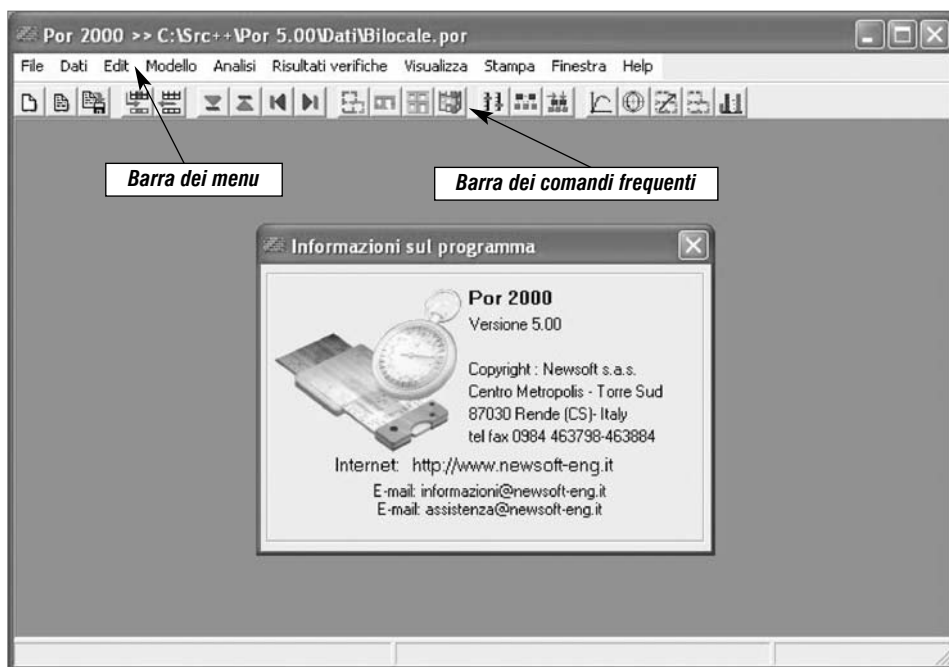 Por 2000 >> C:\Src++\Por 5.00\Dati\Bilocale.por
File Dati Edit Modello Analisi Risultati verifiche Visualizza Stampa Finestra Help
Barra dei menu
Barra dei comandi frequenti
Informazioni sul programma
Por 2000
Versione 5.00
Copyright : Newsoft s.a.s.
Centro Metropolis - Torre Sud
87030 Rende (CS)- Italy
tel fax 0984 463798-463884
Internet: http://www.newsoft-eng.it
E-mail: informazioni@newsoft-eng.it
E-mail: assistenza@newsoft-eng.it